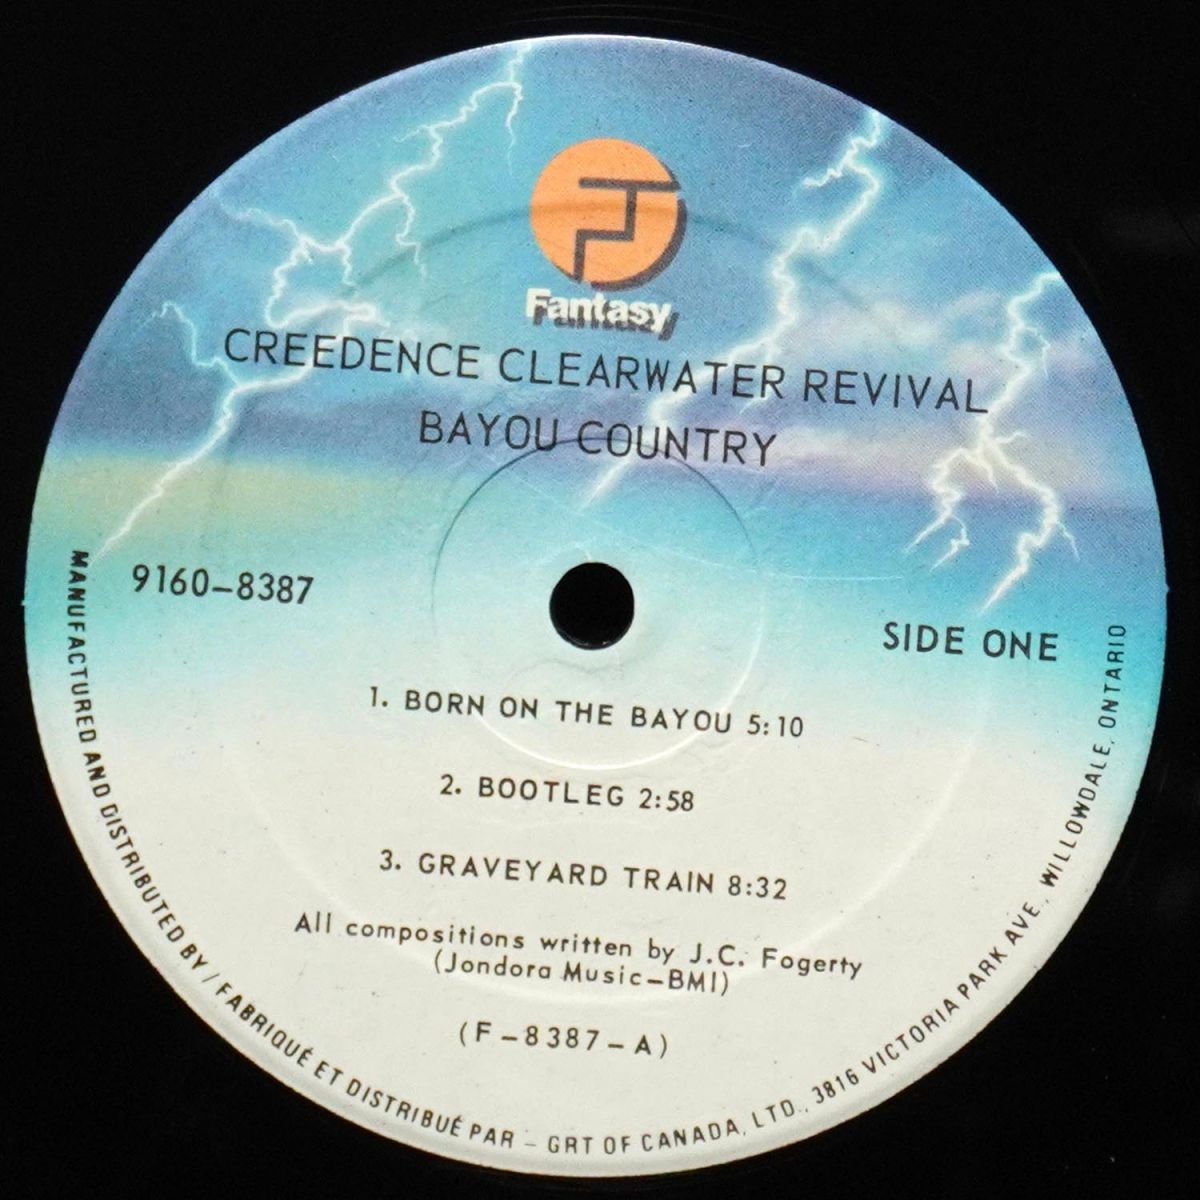 Fantasy
CREEDENCE CLEARWATER REVIVAL
BAYOU COUNTRY
9160-8387
SIDE ONE
1. BORN ON THE BAYOU 5:10
2. BOOTLEG 2:58
3. GRAVEYARD TRAIN 8:32
All compositions written by J.C. Fogerty
(Jondora Music-BMI)
(F-8387-A)
MANUFACTURED AND DISTRIBUTED BY / FABRIQUÉ ET DISTRIBUÉ PAR - GRT OF CANADA, LTD., 3816 VICTORIA PARK AVE., WILLOWDALE, ONTARIO